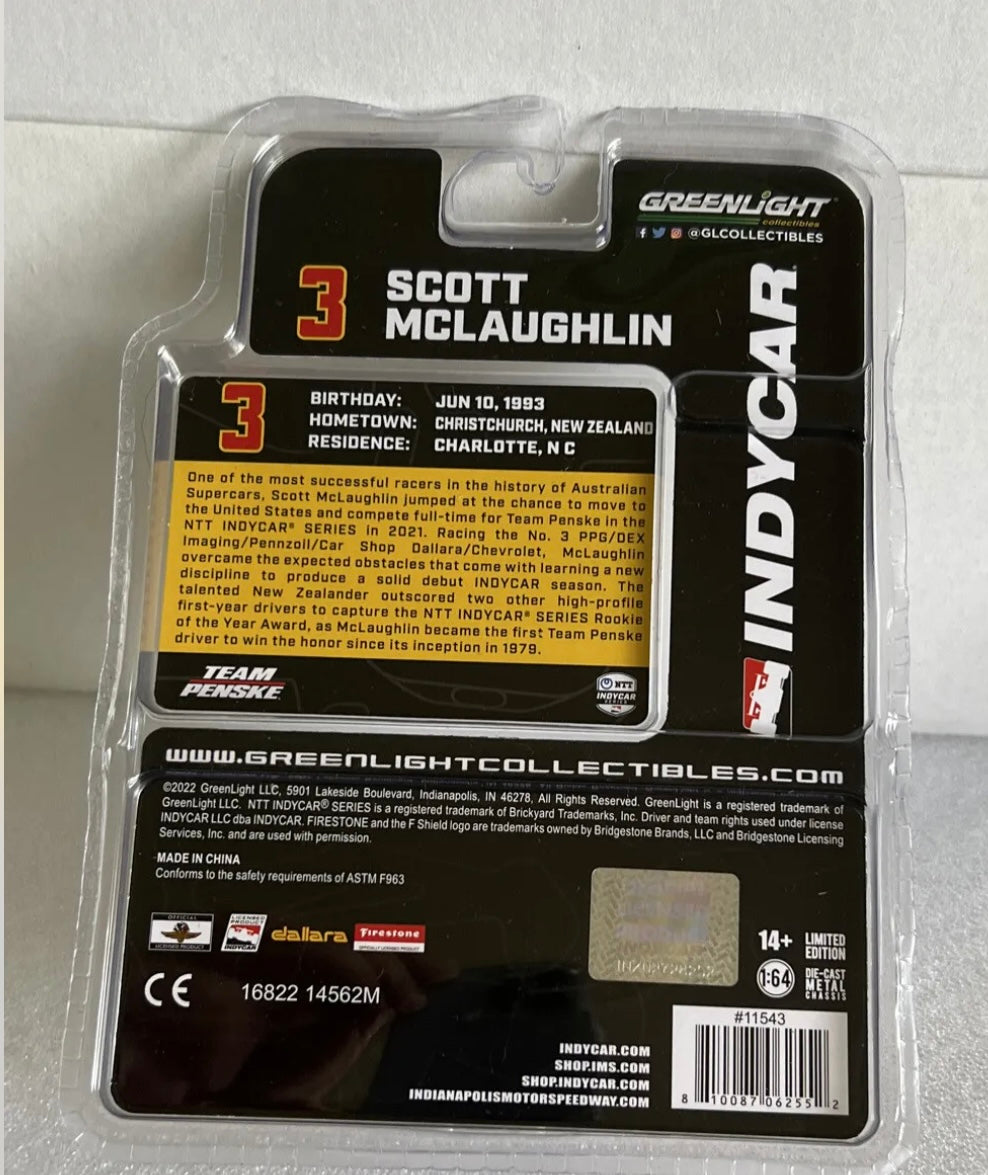 GREENLiGHT
collectibles
@GLCOLLECTIBLES
3 SCOTT
MCLAUGHLIN
INDYCAR
3
BIRTHDAY: JUN 10, 1993
HOMETOWN: CHRISTCHURCH, NEW ZEALAND
RESIDENCE: CHARLOTTE, N C
One of the most successful racers in the history of Australian
Supercars, Scott McLaughlin jumped at the chance to move to
the United States and compete full-time for Team Penske in the
NTT INDYCAR® SERIES in 2021. Racing the No. 3 PPG/DEX
Imaging/Pennzoil/Car Shop Dallara/Chevrolet, McLaughlin
overcame the expected obstacles that come with learning a new
discipline to produce a solid debut INDYCAR season. The
talented New Zealander outscored two other high-profile
first-year drivers to capture the NTT INDYCAR® SERIES Rookie
of the Year Award, as McLaughlin became the first Team Penske
driver to win the honor since its inception in 1979.
TEAM
PENSKE
NTT
INDYCAR
SERIES
www.GREENLIGHTCOLLECTIBLES.com
©2022 GreenLight LLC, 5901 Lakeside Boulevard, Indianapolis, IN 46278, All Rights Reserved. GreenLight is a registered trademark of
GreenLight LLC. NTT INDYCAR® SERIES is a registered trademark of Brickyard Trademarks, Inc. Driver and team rights used under license
INDYCAR LLC dba INDYCAR. FIRESTONE and the F Shield logo are trademarks owned by Bridgestone Brands, LLC and Bridgestone Licensing
Services, Inc. and are used with permission.
MADE IN CHINA
Conforms to the safety requirements of ASTM F963
OFFICIAL
LICENSED PRODUCT
LICENSED
PRODUCT
INDYCAR
dallara
Firestone
OFFICIALLY LICENSED PRODUCT
14+ LIMITED
EDITION
1:64 DIE-CAST
METAL
CHASSIS
CE 16822 14562M
#11543
8 10087 06255 2
INDYCAR.COM
SHOP.IMS.COM
SHOP.INDYCAR.COM
INDIANAPOLISMOTORSPEEDWAY.COM